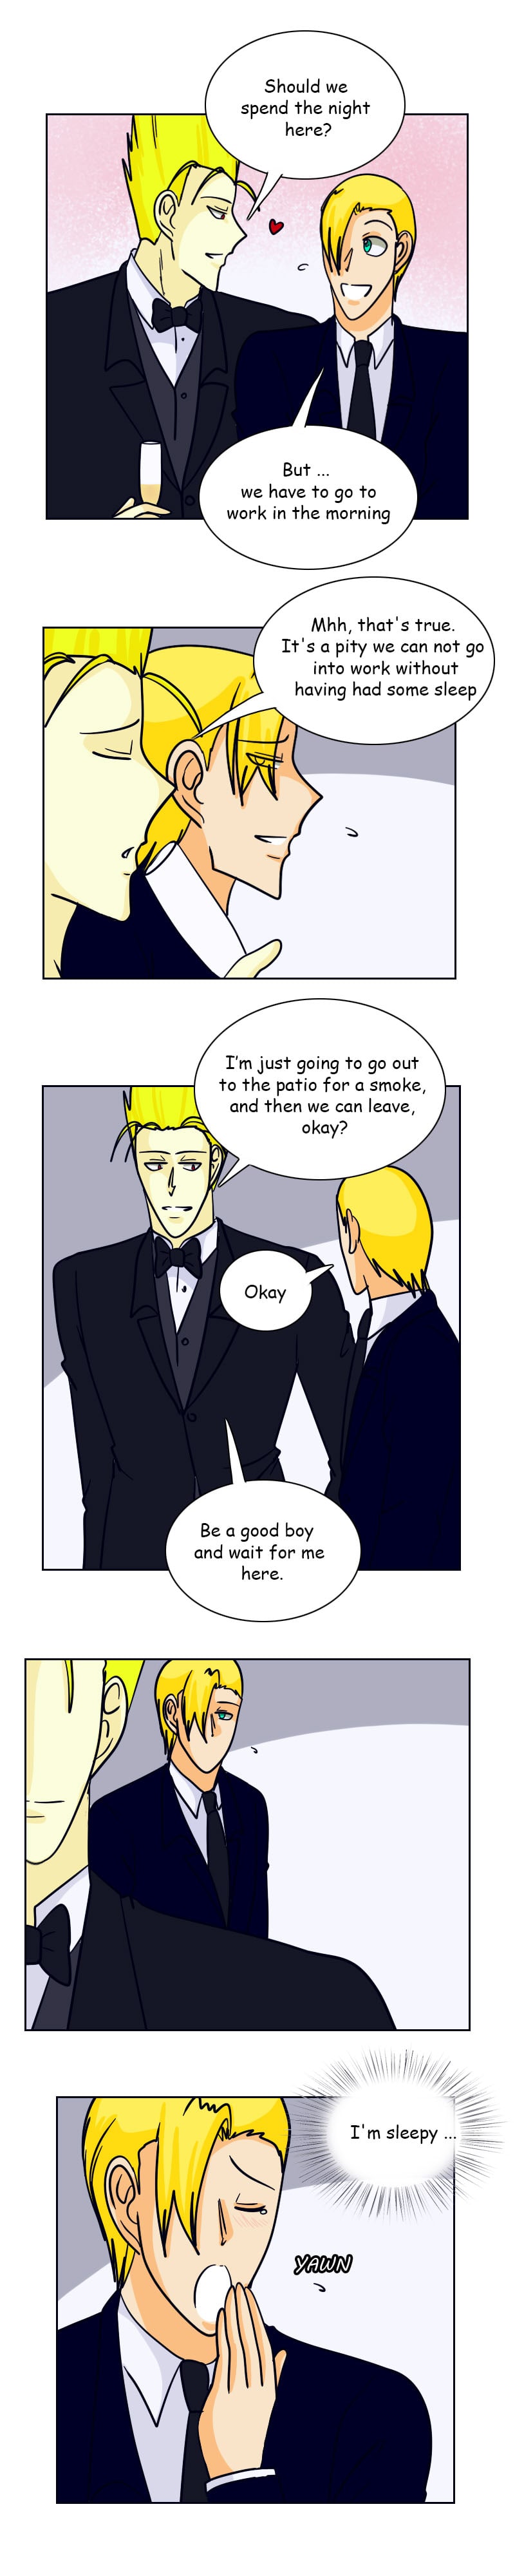 Should we
spend the night
here?
But ...
we have to go to
work in the morning
Mhh, that's true.
It's a pity we can not go
into work without
having had some sleep
I'm just going to go out
to the patio for a smoke,
and then we can leave,
okay?
Okay
Be a good boy
and wait for me
here.
I'm sleepy ...
YAWN